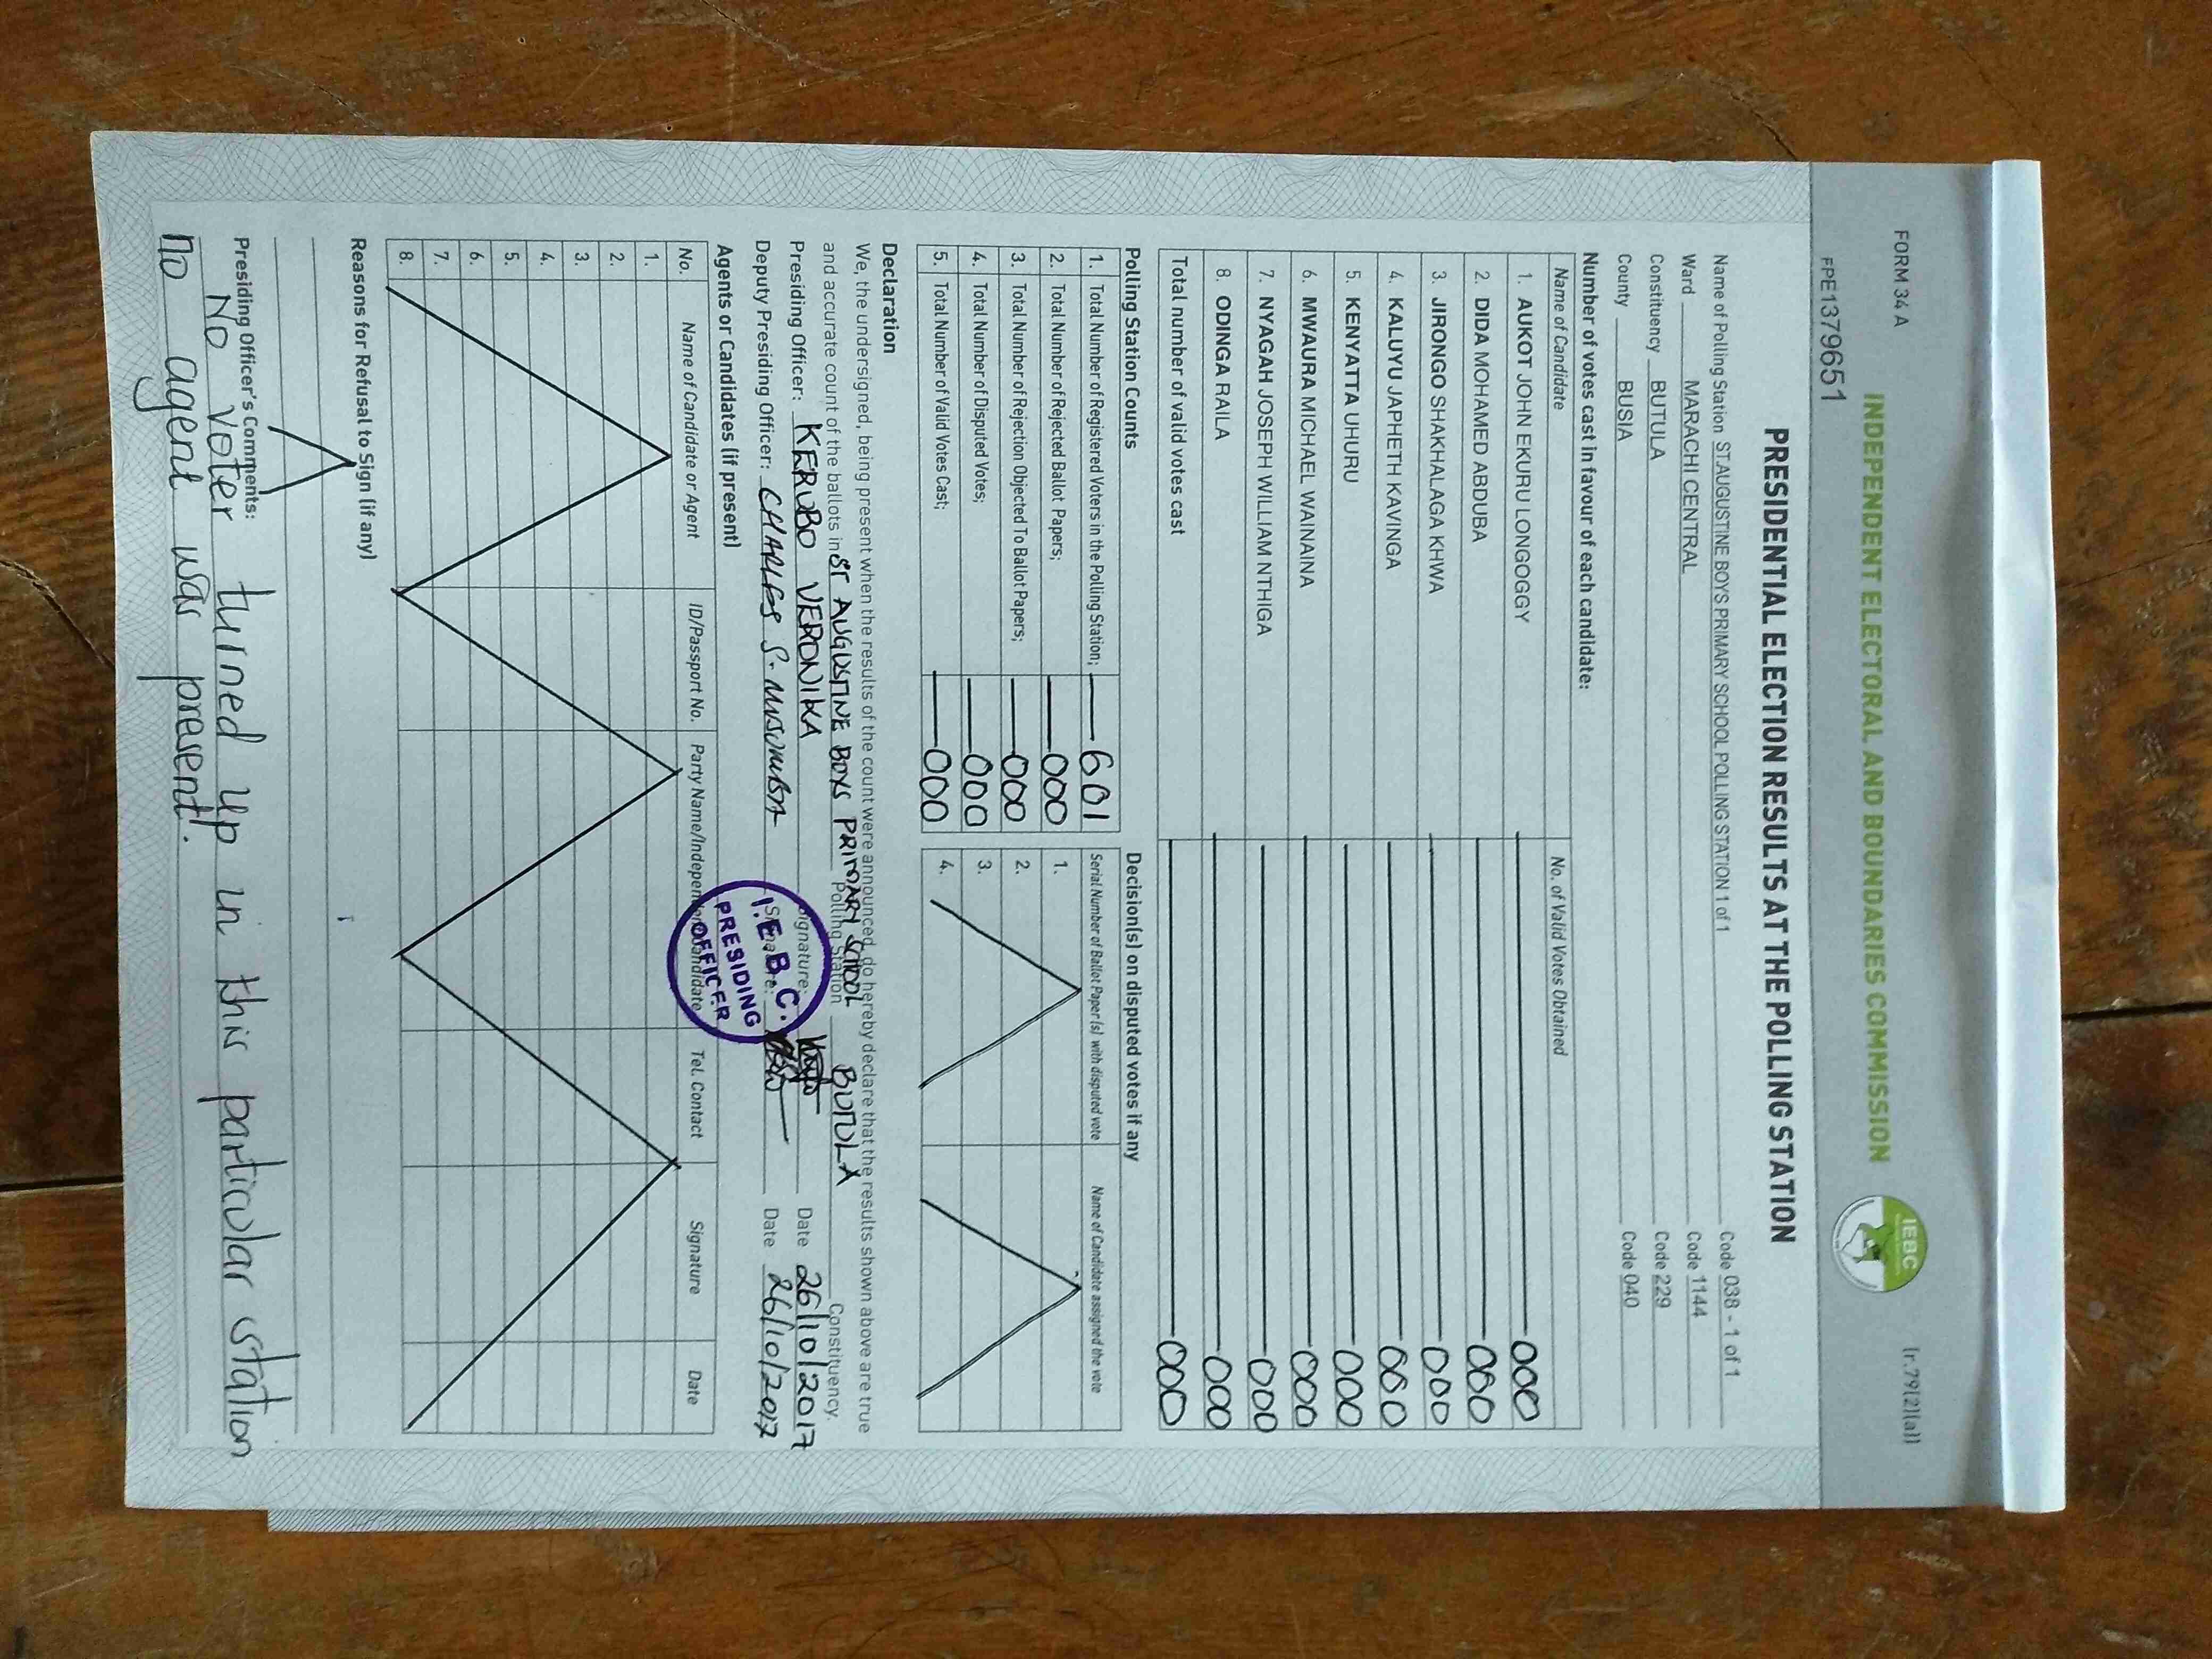 FORM 34 A
(r.79(2)(a))
INDEPENDENT ELECTORAL AND BOUNDARIES COMMISSION
IEBC
FPE1379651
PRESIDENTIAL ELECTION RESULTS AT THE POLLING STATION
Name of Polling Station ST.AUGUSTINE BOYS PRIMARY SCHOOL POLLING STATION 1 of 1 Code 038 - 1 of 1
Ward MARACHI CENTRAL Code 1144
Constituency BUTULA Code 229
County BUSIA Code 040
Number of votes cast in favour of each candidate:
Name of Candidate No. of Valid Votes Obtained
1. AUKOT JOHN EKURU LONGOGGY 000
2. DIDA MOHAMED ABDUBA 000
3. JIRONGO SHAKHALAGA KHWA 000
4. KALUYU JAPHETH KAVINGA 000
5. KENYATTA UHURU 000
6. MWAURA MICHAEL WAINAINA 000
7. NYAGAH JOSEPH WILLIAM NTHIGA 000
8. ODINGA RAILA 000
Total number of valid votes cast 000
Polling Station Counts
1. Total Number of Registered Voters in the Polling Station; 601
2. Total Number of Rejected Ballot Papers; 000
3. Total Number of Rejection Objected To Ballot Papers; 000
4. Total Number of Disputed Votes; 000
5. Total Number of Valid Votes Cast; 000
Decision(s) on disputed votes if any
Serial Number of Ballot Paper (s) with disputed vote Name of Candidate assigned the vote
1.
2.
3.
4.
Declaration
We, the undersigned, being present when the results of the count were announced, do hereby declare that the results shown above are true
and accurate count of the ballots in ST AUGUSTINE BOYS PRIMARY SCHOOL Polling Station BUTULA Constituency.
Presiding Officer: KERUBO VERONIKA Signature: Date 26/10/2017
Deputy Presiding Officer: CHARLES S. Signature: Date 26/10/2017
I.E.B.C.
PRESIDING
OFFICER
Agents or Candidates (if present)
No. Name of Candidate or Agent ID/Passport No. Party Name/Independent Candidate Tel. Contact Signature Date
1.
2.
3.
4.
5.
6.
7.
8.
Reasons for Refusal to Sign (if any)
Presiding Officer's Comments:
No voter turned up in this particular station
no agent was present.